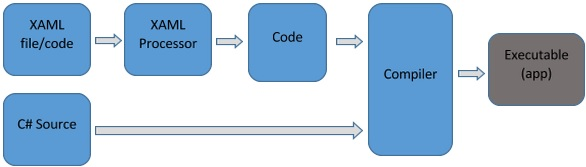 XAML
file/code
XAML
Processor
Code
Compiler
Executable
(app)
C# Source